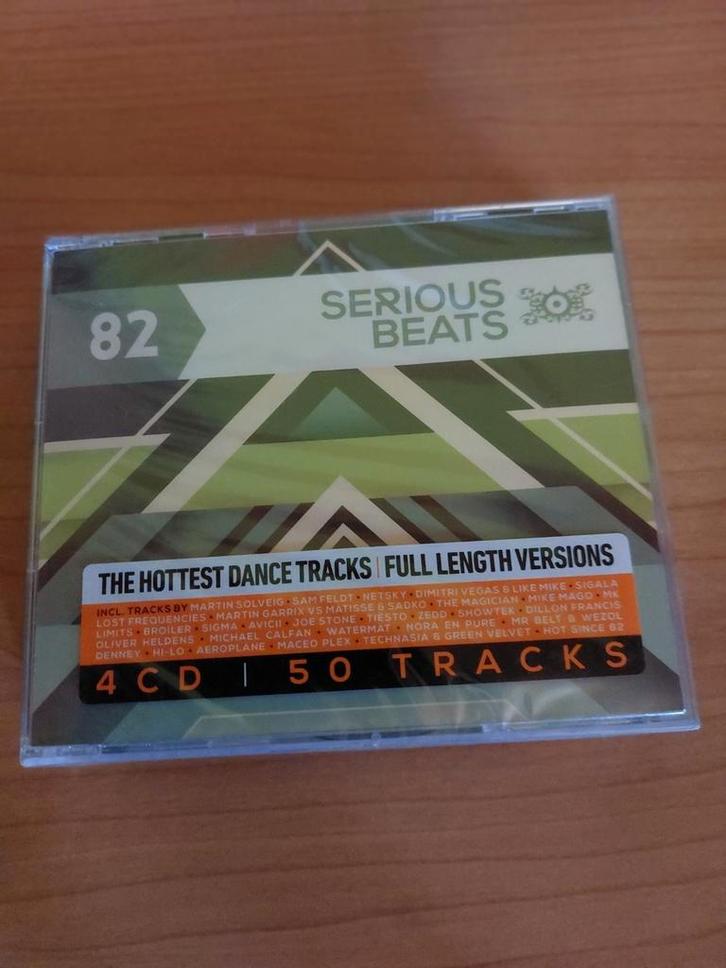 82
SERIOUS
BEATS
THE HOTTEST DANCE TRACKS | FULL LENGTH VERSIONS
INCL. TRACKS BY MARTIN SOLVEIG • SAM FELDT • NETSKY • DIMITRI VEGAS & LIKE MIKE • SIGALA
LOST FREQUENCIES • MARTIN GARRIX VS MATISSE & SADKO • THE MAGICIAN • MIKE MAGO • MK
LIMITS • BROILER • SIGMA • AVICII • JOE STONE • TIESTO • ZEDD • SHOWTEK • DILLON FRANCIS
OLIVER HELDENS • MICHAEL CALFAN • WATERMAT • NORA EN PURE • MR BELT & WEZOL
DENNEY • HI-LO • AEROPLANE • MACEO PLEX • TECHNASIA & GREEN VELVET • HOT SINCE 82
4 CD | 50 TRACKS